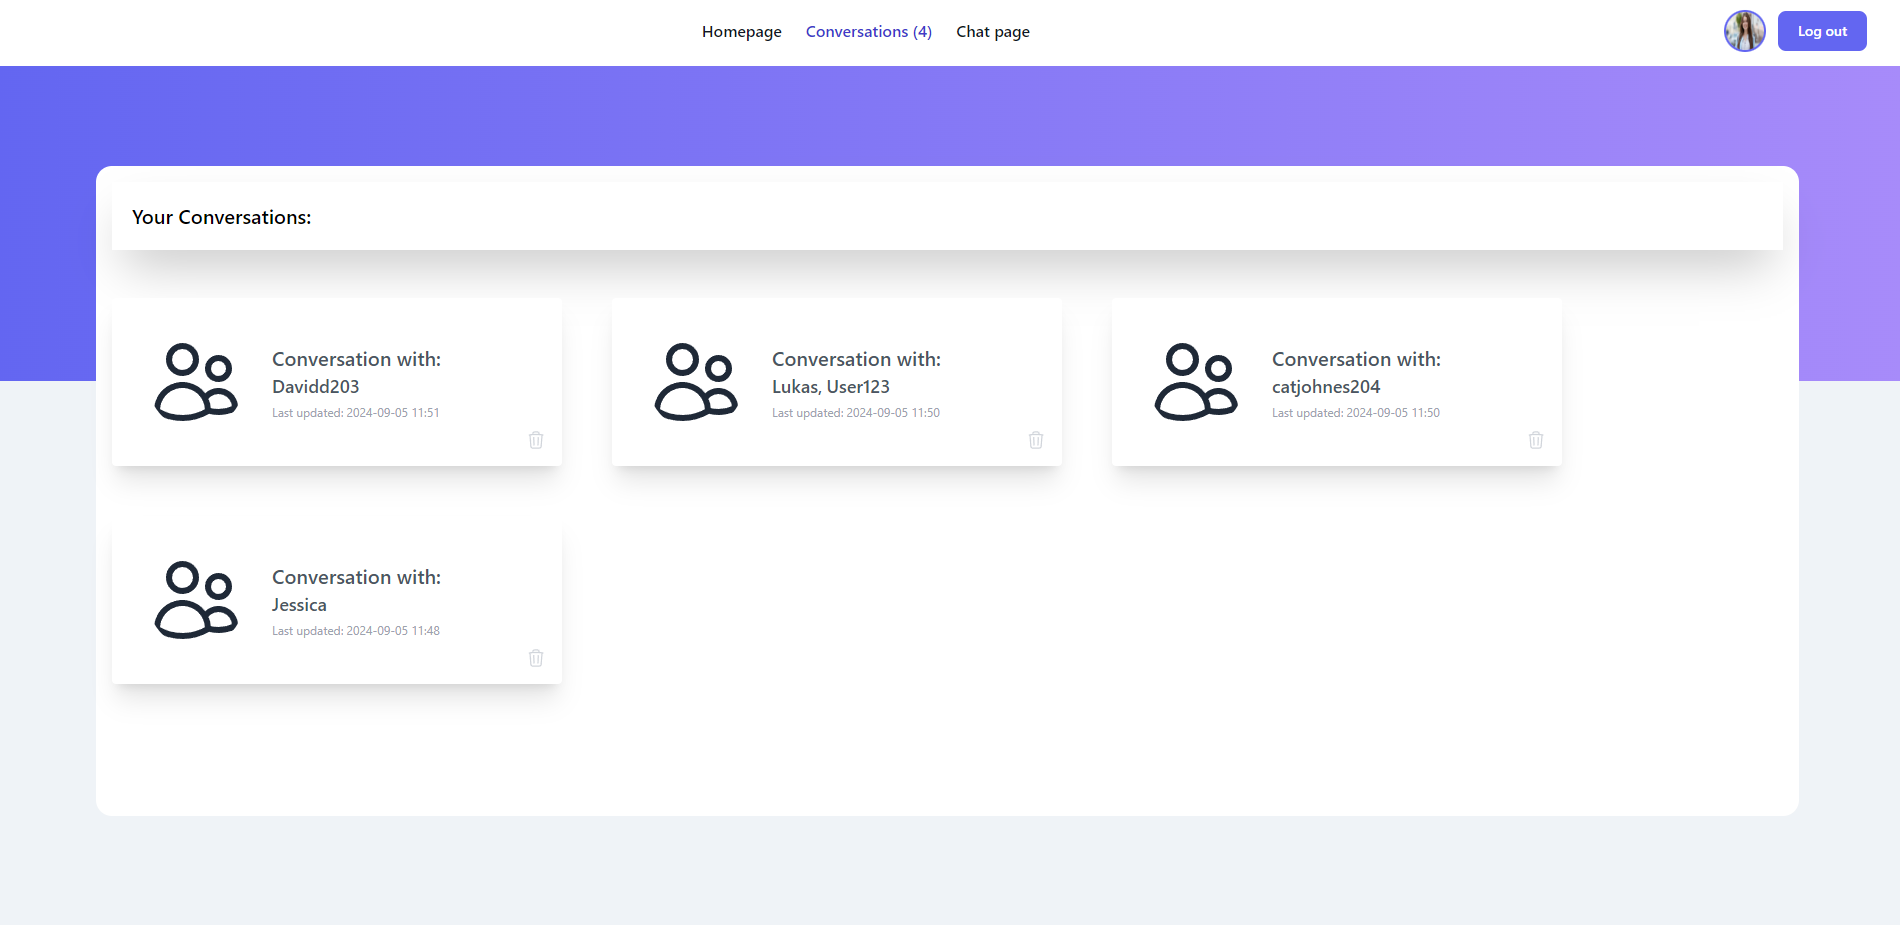 Homepage Conversations (4) Chat page Log out
Your Conversations:
Conversation with:
Davidd203
Last updated: 2024-09-05 11:51
Conversation with:
Lukas, User123
Last updated: 2024-09-05 11:50
Conversation with:
catjohnes204
Last updated: 2024-09-05 11:50
Conversation with:
Jessica
Last updated: 2024-09-05 11:48